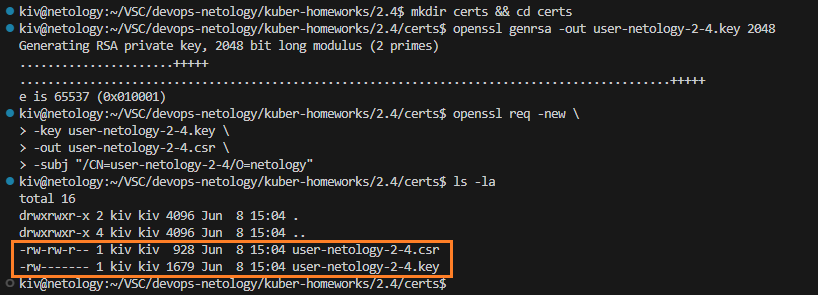 kiv@netology:~/VSC/devops-netology/kuber-homeworks/2.4$ mkdir certs && cd certs
kiv@netology:~/VSC/devops-netology/kuber-homeworks/2.4/certs$ openssl genrsa -out user-netology-2-4.key 2048
Generating RSA private key, 2048 bit long modulus (2 primes)
......................+++++
.....................................................................................+++++
e is 65537 (0x010001)
kiv@netology:~/VSC/devops-netology/kuber-homeworks/2.4/certs$ openssl req -new \
> -key user-netology-2-4.key \
> -out user-netology-2-4.csr \
> -subj "/CN=user-netology-2-4/O=netology"
kiv@netology:~/VSC/devops-netology/kuber-homeworks/2.4/certs$ ls -la
total 16
drwxrwxr-x 2 kiv kiv 4096 Jun  8 15:04 .
drwxrwxr-x 4 kiv kiv 4096 Jun  8 15:04 ..
-rw-rw-r-- 1 kiv kiv  928 Jun  8 15:04 user-netology-2-4.csr
-rw------- 1 kiv kiv 1679 Jun  8 15:04 user-netology-2-4.key
kiv@netology:~/VSC/devops-netology/kuber-homeworks/2.4/certs$